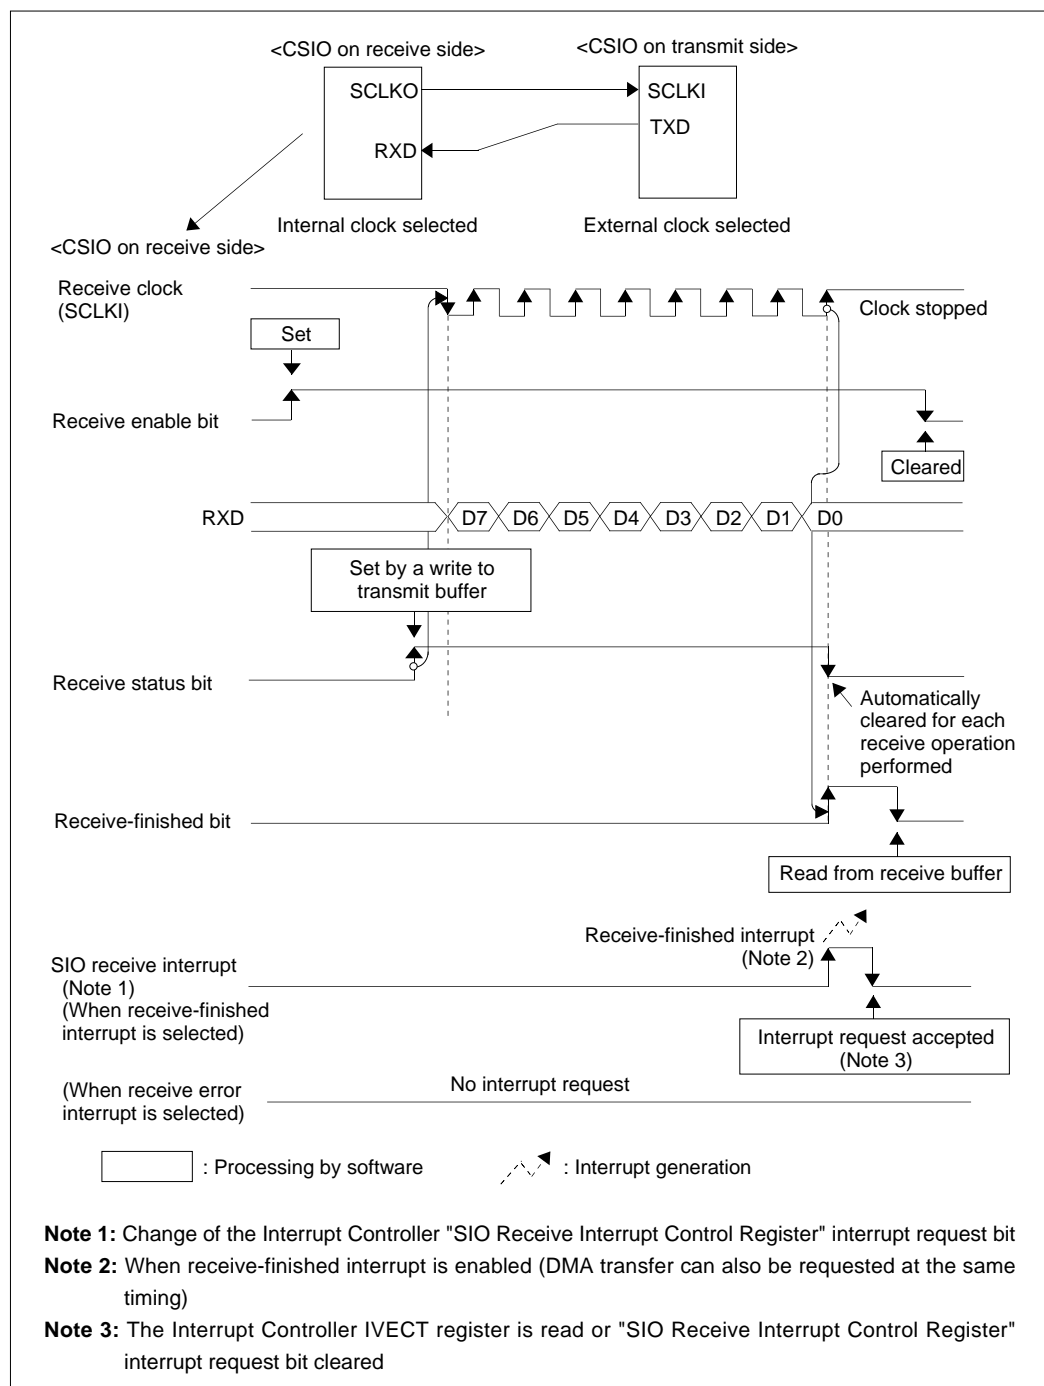 <CSIO on receive side>
<CSIO on transmit side>
SCLKO
SCLKI
TXD
RXD
Internal clock selected
External clock selected
<CSIO on receive side>
Receive clock
(SCLKI)
Clock stopped
Set
Receive enable bit
Cleared
RXD
D7
D6
D5
D4
D3
D2
D1
D0
Set by a write to
transmit buffer
Receive status bit
Automatically
cleared for each
receive operation
performed
Receive-finished bit
Read from receive buffer
Receive-finished interrupt
(Note 2)
SIO receive interrupt
(Note 1)
(When receive-finished
interrupt is selected)
Interrupt request accepted
(Note 3)
(When receive error
interrupt is selected)
No interrupt request
: Processing by software
: Interrupt generation
Note 1: Change of the Interrupt Controller "SIO Receive Interrupt Control Register" interrupt request bit
Note 2: When receive-finished interrupt is enabled (DMA transfer can also be requested at the same
timing)
Note 3: The Interrupt Controller IVECT register is read or "SIO Receive Interrupt Control Register"
interrupt request bit cleared